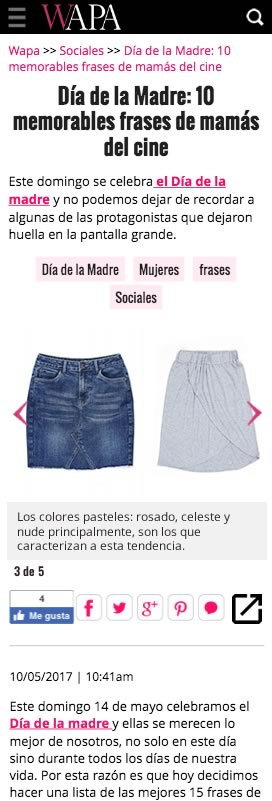 WAPA
Wapa >> Sociales >> Día de la Madre: 10
memorables frases de mamás del cine
Día de la Madre: 10
memorables frases de mamás
del cine
Este domingo se celebra el Día de la
madre y no podemos dejar de recordar a
algunas de las protagonistas que dejaron
huella en la pantalla grande.
Día de la Madre
Mujeres
frases
Sociales
Los colores pasteles: rosado, celeste y
nude principalmente, son los que
caracterizan a esta tendencia.
3 de 5
4
Me gusta
10/05/2017 | 10:41am
Este domingo 14 de mayo celebramos el
Día de la madre y ellas se merecen lo
mejor de nosotros, no solo en este día
sino durante todos los días de nuestra
vida. Por esta razón es que hoy decidimos
hacer una lista de las mejores 15 frases de